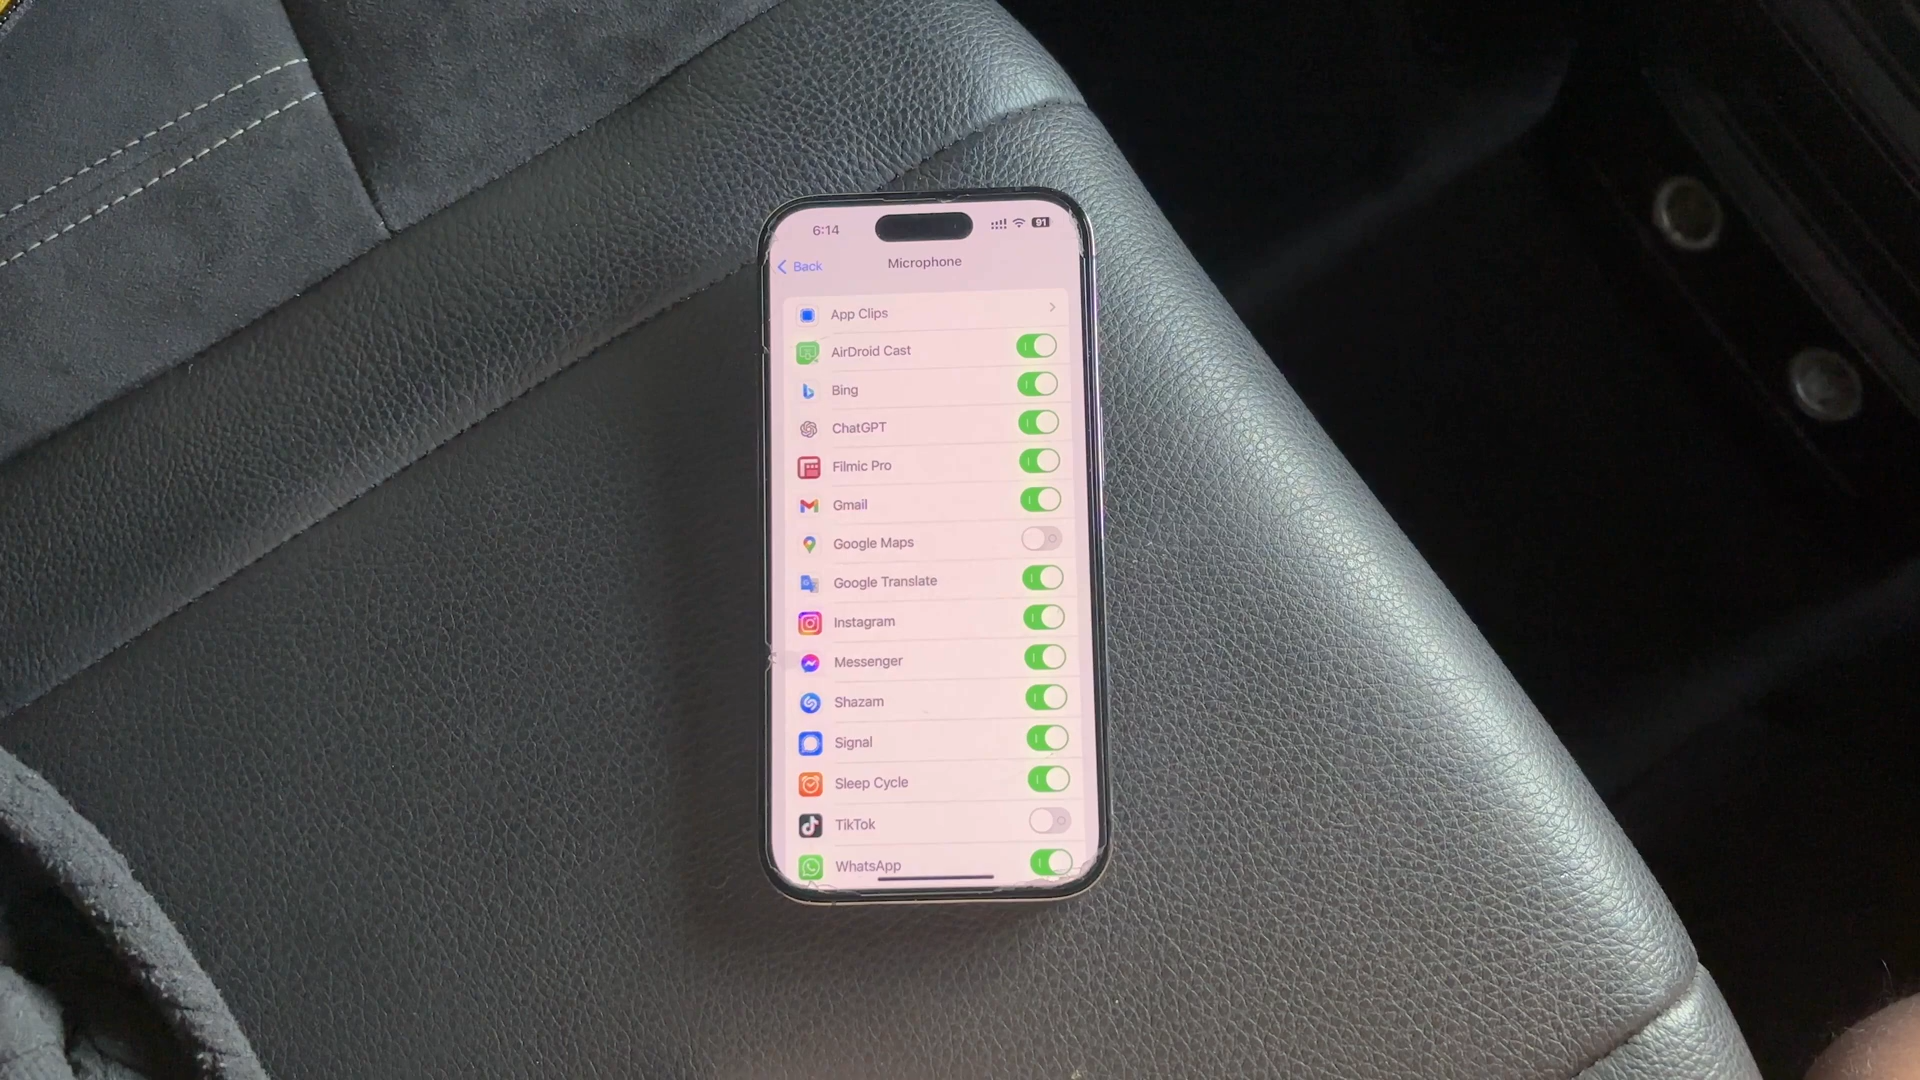 6:14 91
Back Microphone
App Clips
AirDroid Cast
Bing
ChatGPT
Filmic Pro
Gmail
Google Maps
Google Translate
Instagram
Messenger
Shazam
Signal
Sleep Cycle
TikTok
WhatsApp